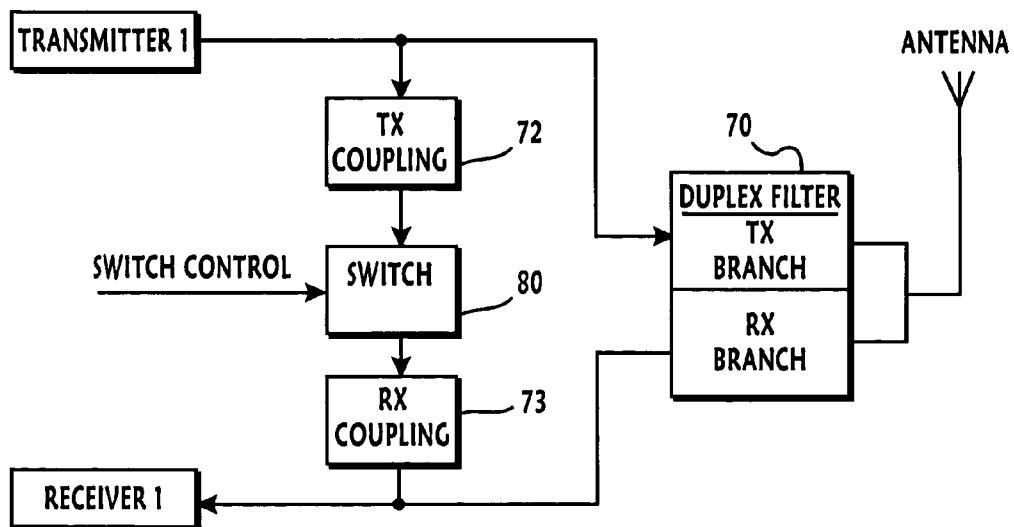 TRANSMITTER 1
ANTENNA
TX
COUPLING
72
70
DUPLEX FILTER
TX
BRANCH
SWITCH CONTROL
SWITCH
80
RX
BRANCH
RX
COUPLING
73
RECEIVER 1